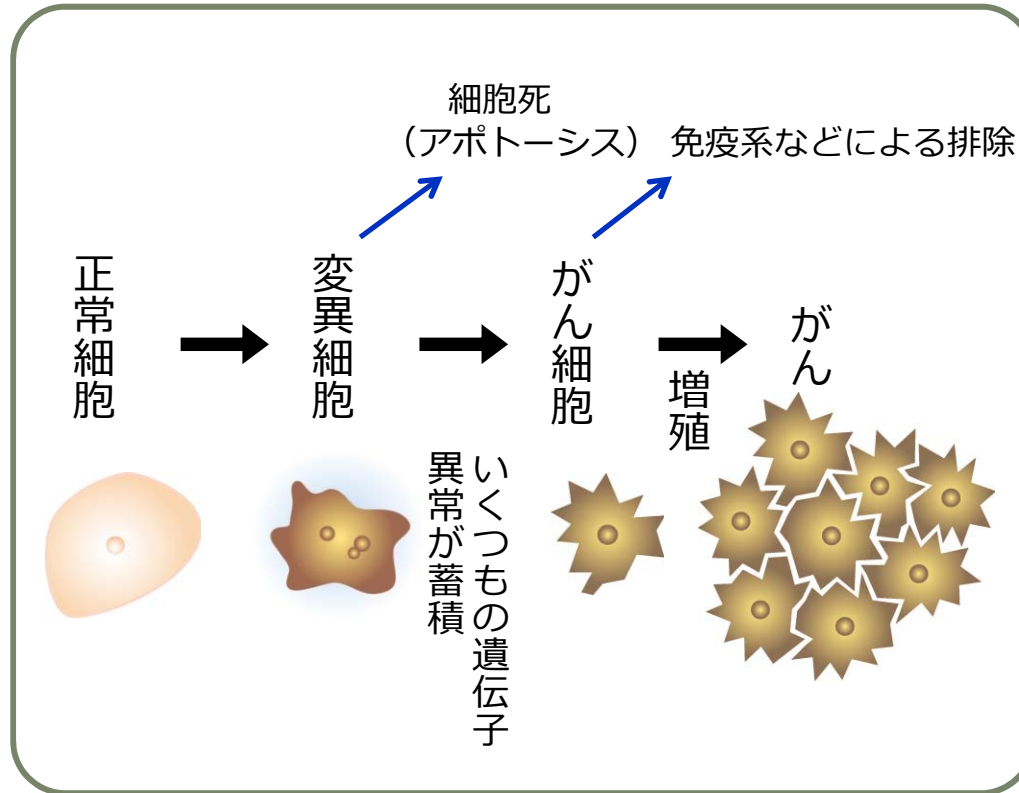 細胞死
（アポトーシス）
免疫系などによる排除
正常細胞
変異細胞
いくつもの遺伝子
異常が蓄積
がん細胞
増殖
がん